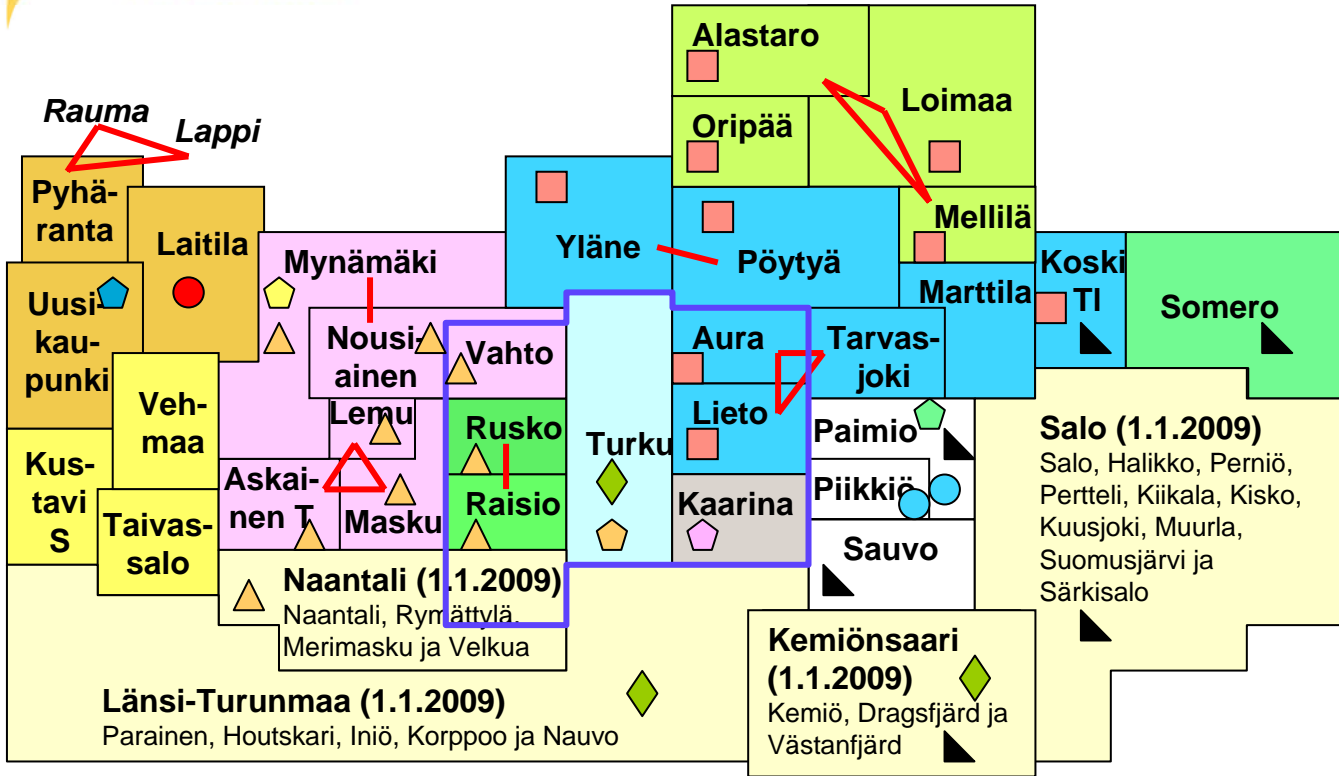 Alastaro
Loimaa
Rauma
Lappi
Oripää
Pyhä-
ranta
Laitila
Mellilä
Yläne
Pöytyä
Mynämäki
Koski
Tl
Marttila
Somero
Uusi-
kau-
punki
Nousi-
ainen
Vahto
Aura
Tarvas-
joki
Veh-
maa
Lemu
Rusko
Turku
Lieto
Paimio
Salo (1.1.2009)
Salo, Halikko, Perniö,
Pertteli, Kiikala, Kisko,
Kuusjoki, Muurla,
Suomusjärvi ja
Särkisalo
Kus-
tavi
S
Askai-
nen T
Masku
Raisio
Kaarina
Piikkiö
Taivas-
salo
Sauvo
Naantali (1.1.2009)
Naantali, Rymättylä,
Merimasku ja Velkua
Kemiönsaari
(1.1.2009)
Kemiö, Dragsfjärd ja
Västanfjärd
Länsi-Turunmaa (1.1.2009)
Parainen, Houtskari, Iniö, Korppoo ja Nauvo